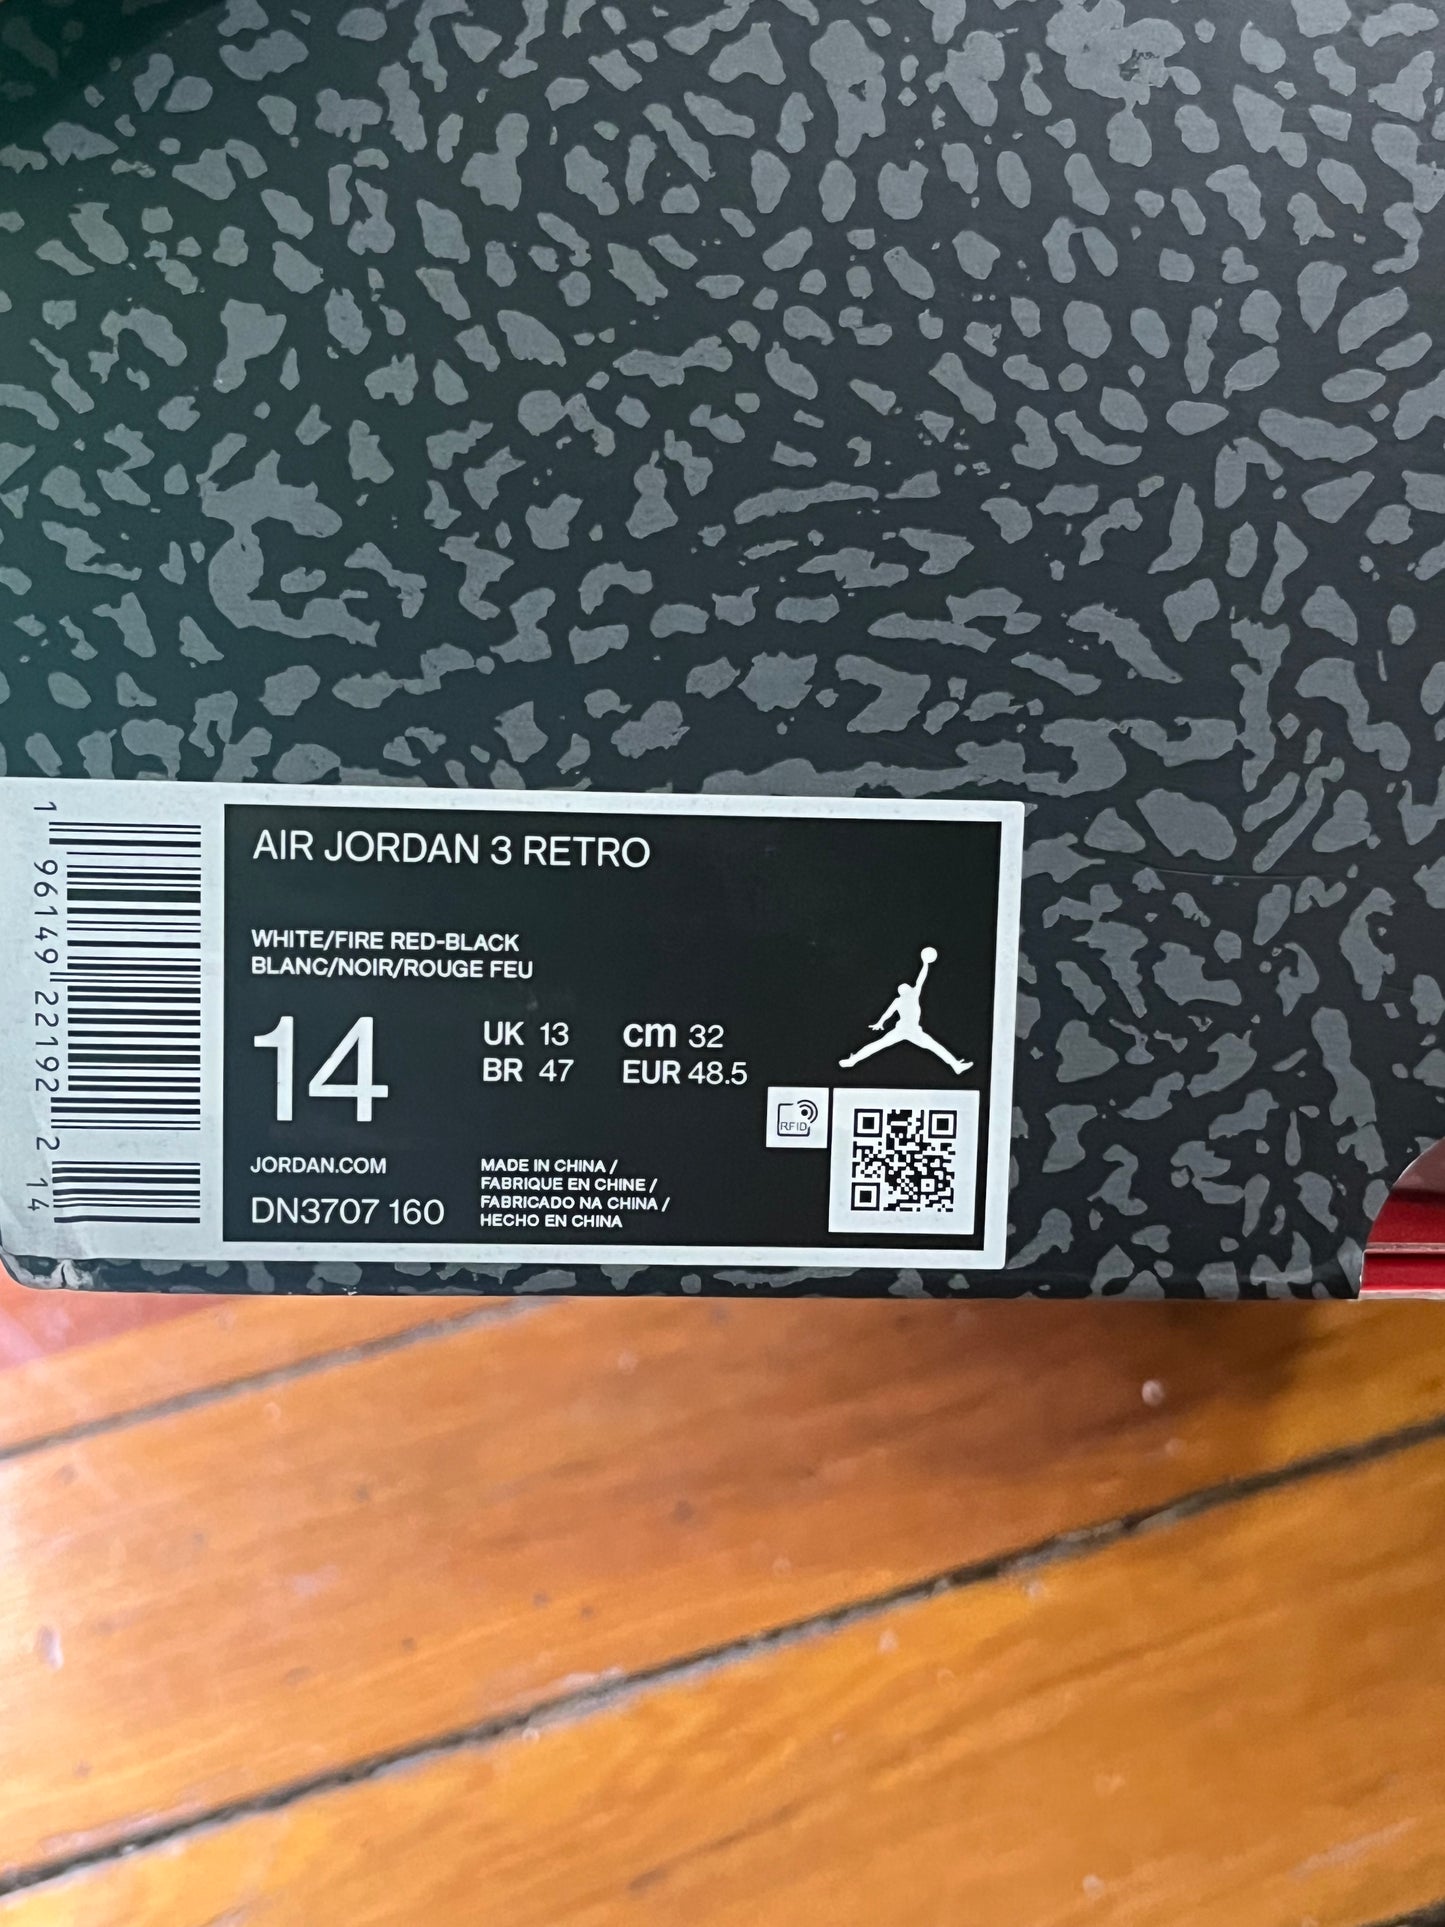 AIR JORDAN 3 RETRO
WHITE/FIRE RED-BLACK
BLANC/NOIR/ROUGE FEU
14
UK 13 cm 32
BR 47 EUR 48.5
RFID
JORDAN.COM
DN3707 160
MADE IN CHINA /
FABRIQUE EN CHINE /
FABRICADO NA CHINA /
HECHO EN CHINA
1 96149 22192 2 14